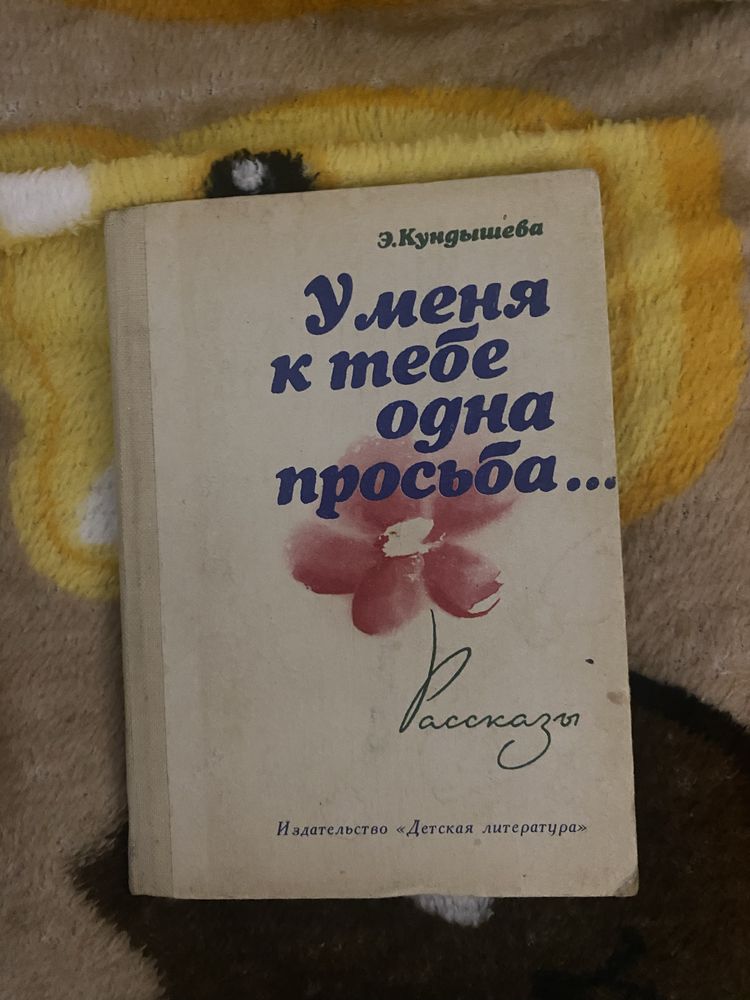 Э.Кундышева
У меня
к тебе
одна
просьба...
Рассказы
Издательство «Детская литература»